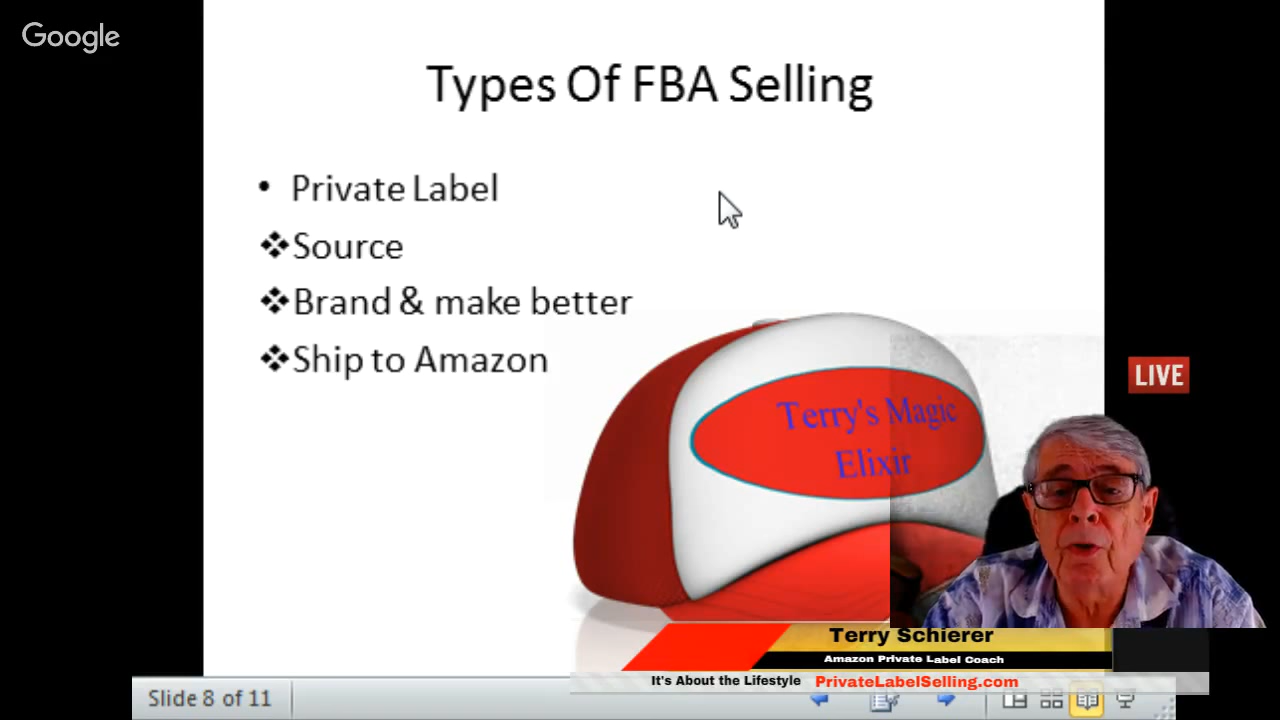 Google
Types Of FBA Selling
• Private Label
❖Source
❖Brand & make better
❖Ship to Amazon
Terry's Magic
Elixir
LIVE
Terry Schierer
Amazon Private Label Coach
It's About the Lifestyle PrivateLabelSelling.com
Slide 8 of 11